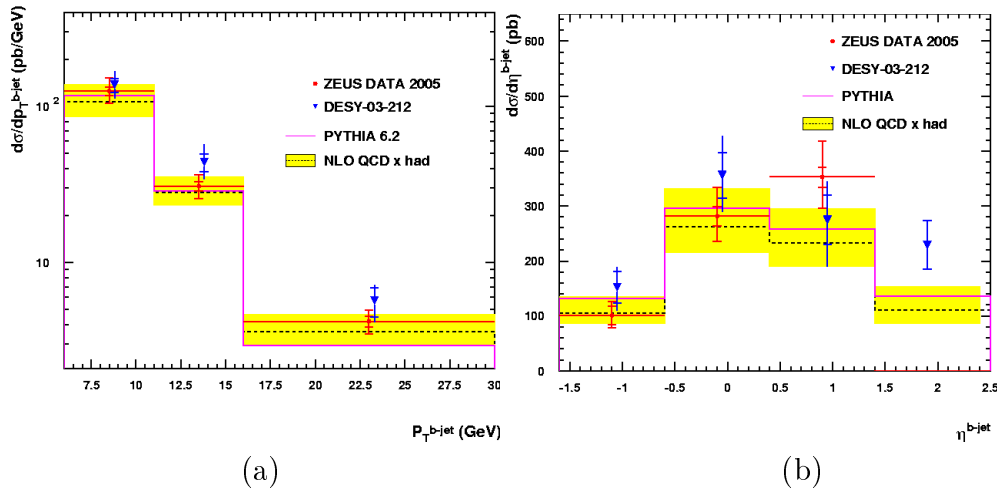 dσ/dp_T^b-jet (pb/GeV)
10^2
10
ZEUS DATA 2005
DESY-03-212
PYTHIA 6.2
NLO QCD x had
7.5 10 12.5 15 17.5 20 22.5 25 27.5 30
P_T^b-jet (GeV)
(a)
dσ/dη^b-jet (pb)
600
500
400
300
200
100
0
ZEUS DATA 2005
DESY-03-212
PYTHIA
NLO QCD x had
-1.5 -1 -0.5 0 0.5 1 1.5 2 2.5
η^b-jet
(b)